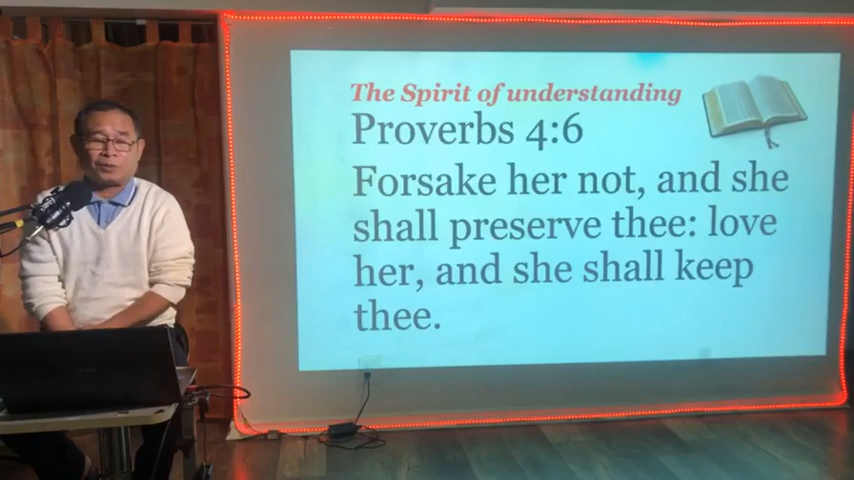 The Spirit of understanding
Proverbs 4:6
Forsake her not, and she
shall preserve thee: love
her, and she shall keep
thee.